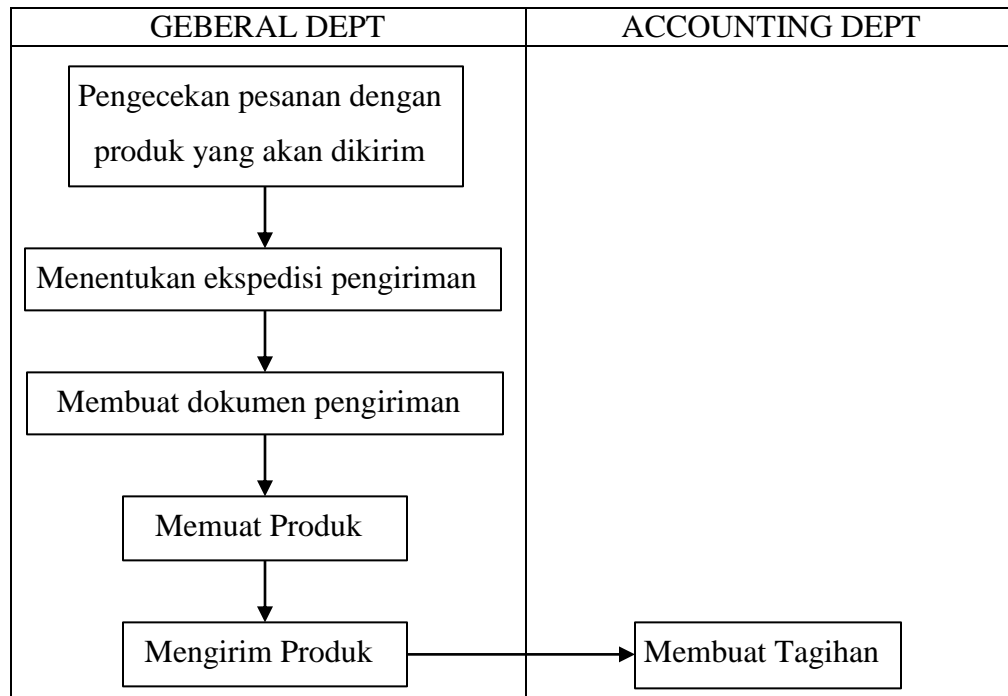 GEBERAL DEPT
ACCOUNTING DEPT
Pengecekan pesanan dengan
produk yang akan dikirim
Menentukan ekspedisi pengiriman
Membuat dokumen pengiriman
Memuat Produk
Mengirim Produk
Membuat Tagihan